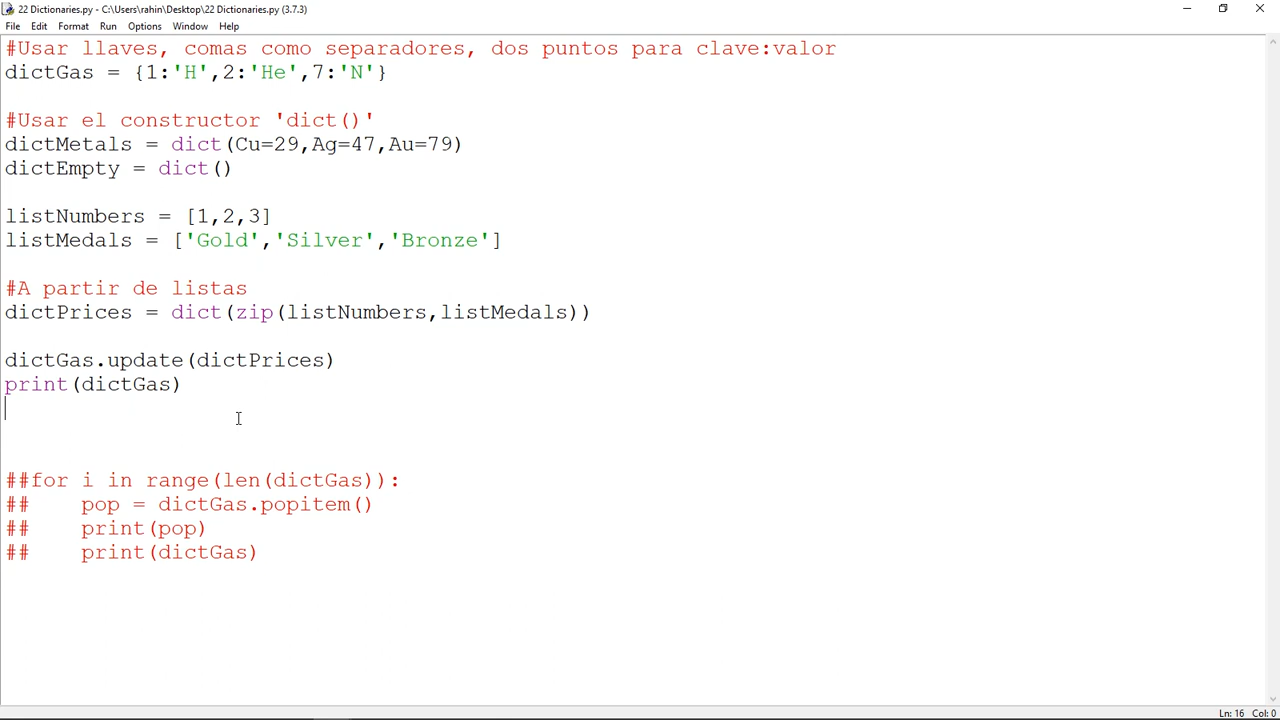 22 Dictionaries.py - C:\Users\rahin\Desktop\22 Dictionaries.py (3.7.3)
File Edit Format Run Options Window Help
#Usar llaves, comas como separadores, dos puntos para clave:valor
dictGas = {1:'H',2:'He',7:'N'}
#Usar el constructor 'dict()'
dictMetals = dict(Cu=29,Ag=47,Au=79)
dictEmpty = dict()
listNumbers = [1,2,3]
listMedals = ['Gold','Silver','Bronze']
#A partir de listas
dictPrices = dict(zip(listNumbers,listMedals))
dictGas.update(dictPrices)
print(dictGas)
##for i in range(len(dictGas)):
##    pop = dictGas.popitem()
##    print(pop)
##    print(dictGas)
Ln: 16 Col: 0